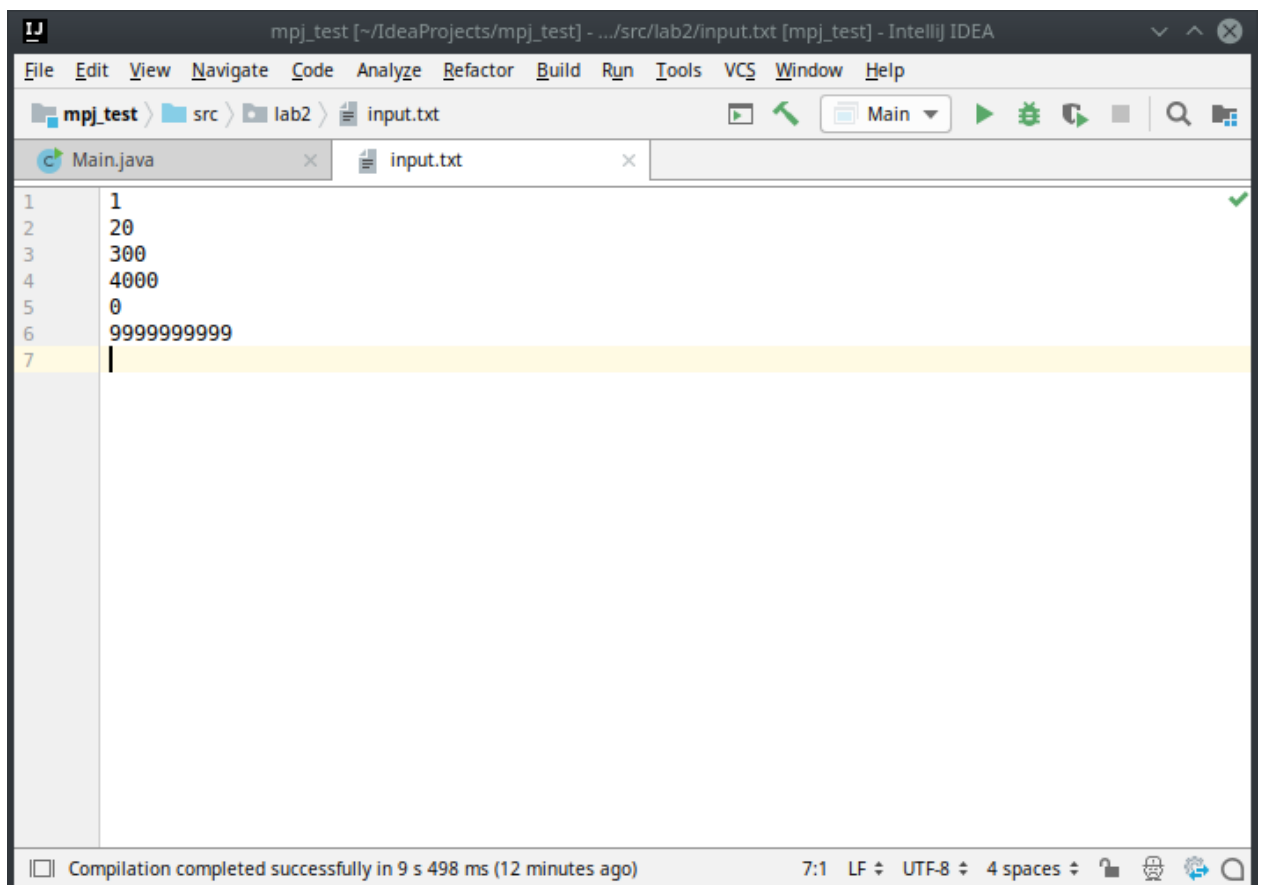 IJ
mpj_test [~/IdeaProjects/mpj_test] - .../src/lab2/input.txt [mpj_test] - IntelliJ IDEA
File Edit View Navigate Code Analyze Refactor Build Run Tools VCS Window Help
mpj_test src lab2 input.txt Main
Main.java input.txt
1 1
2 20
3 300
4 4000
5 0
6 9999999999
7
Compilation completed successfully in 9 s 498 ms (12 minutes ago) 7:1 LF UTF-8 4 spaces